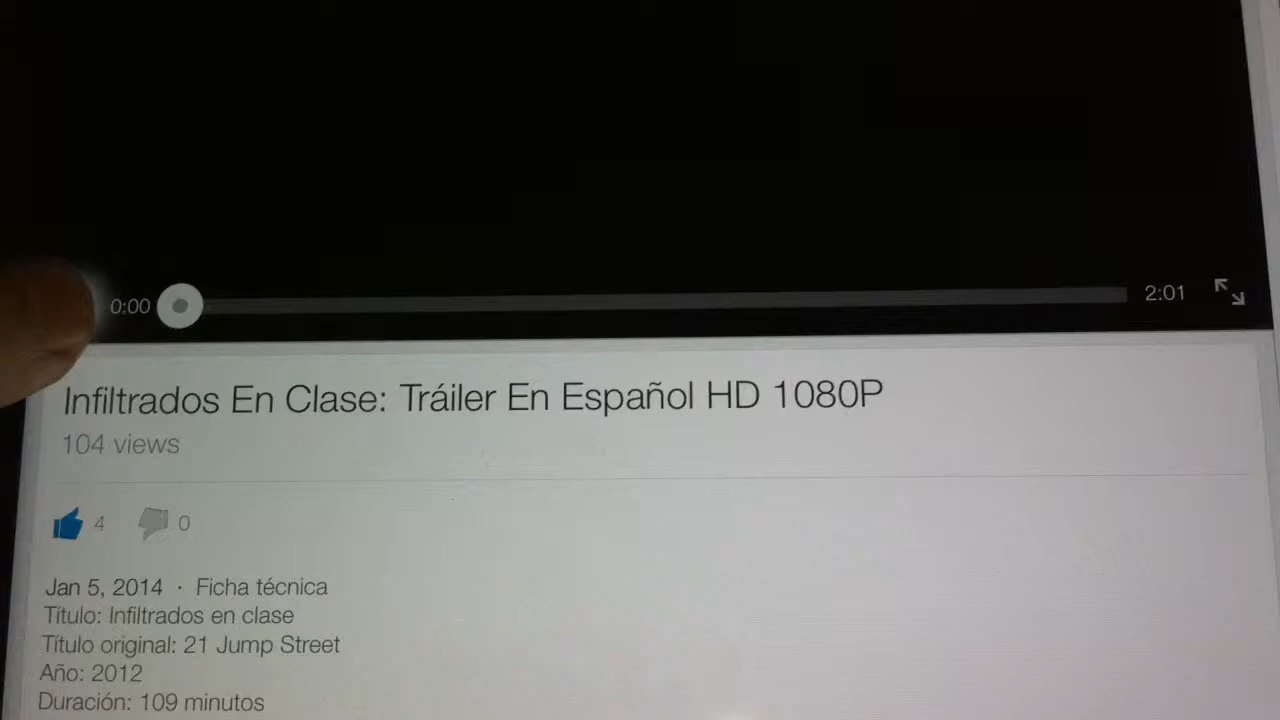 0:00 2:01
Infiltrados En Clase: Tráiler En Español HD 1080P
104 views
4 0
Jan 5, 2014 · Ficha técnica
Título: Infiltrados en clase
Título original: 21 Jump Street
Año: 2012
Duración: 109 minutos